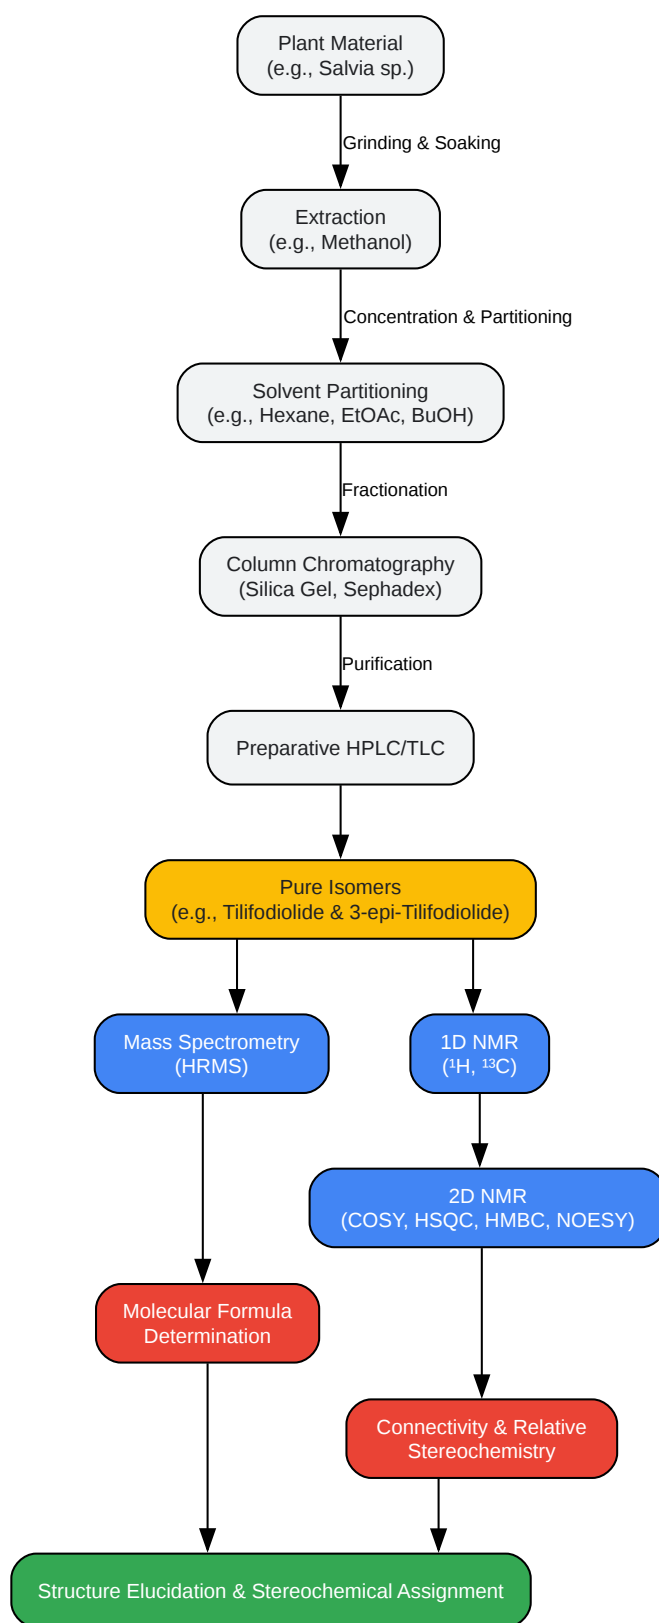 Plant Material
(e.g., Salvia sp.)
Grinding & Soaking
Extraction
(e.g., Methanol)
Concentration & Partitioning
Solvent Partitioning
(e.g., Hexane, EtOAc, BuOH)
Fractionation
Column Chromatography
(Silica Gel, Sephadex)
Purification
Preparative HPLC/TLC
Pure Isomers
(e.g., Tilifodiolide & 3-epi-Tilifodiolide)
Mass Spectrometry
(HRMS)
1D NMR
(¹H, ¹³C)
2D NMR
(COSY, HSQC, HMBC, NOESY)
Molecular Formula
Determination
Connectivity & Relative
Stereochemistry
Structure Elucidation & Stereochemical Assignment